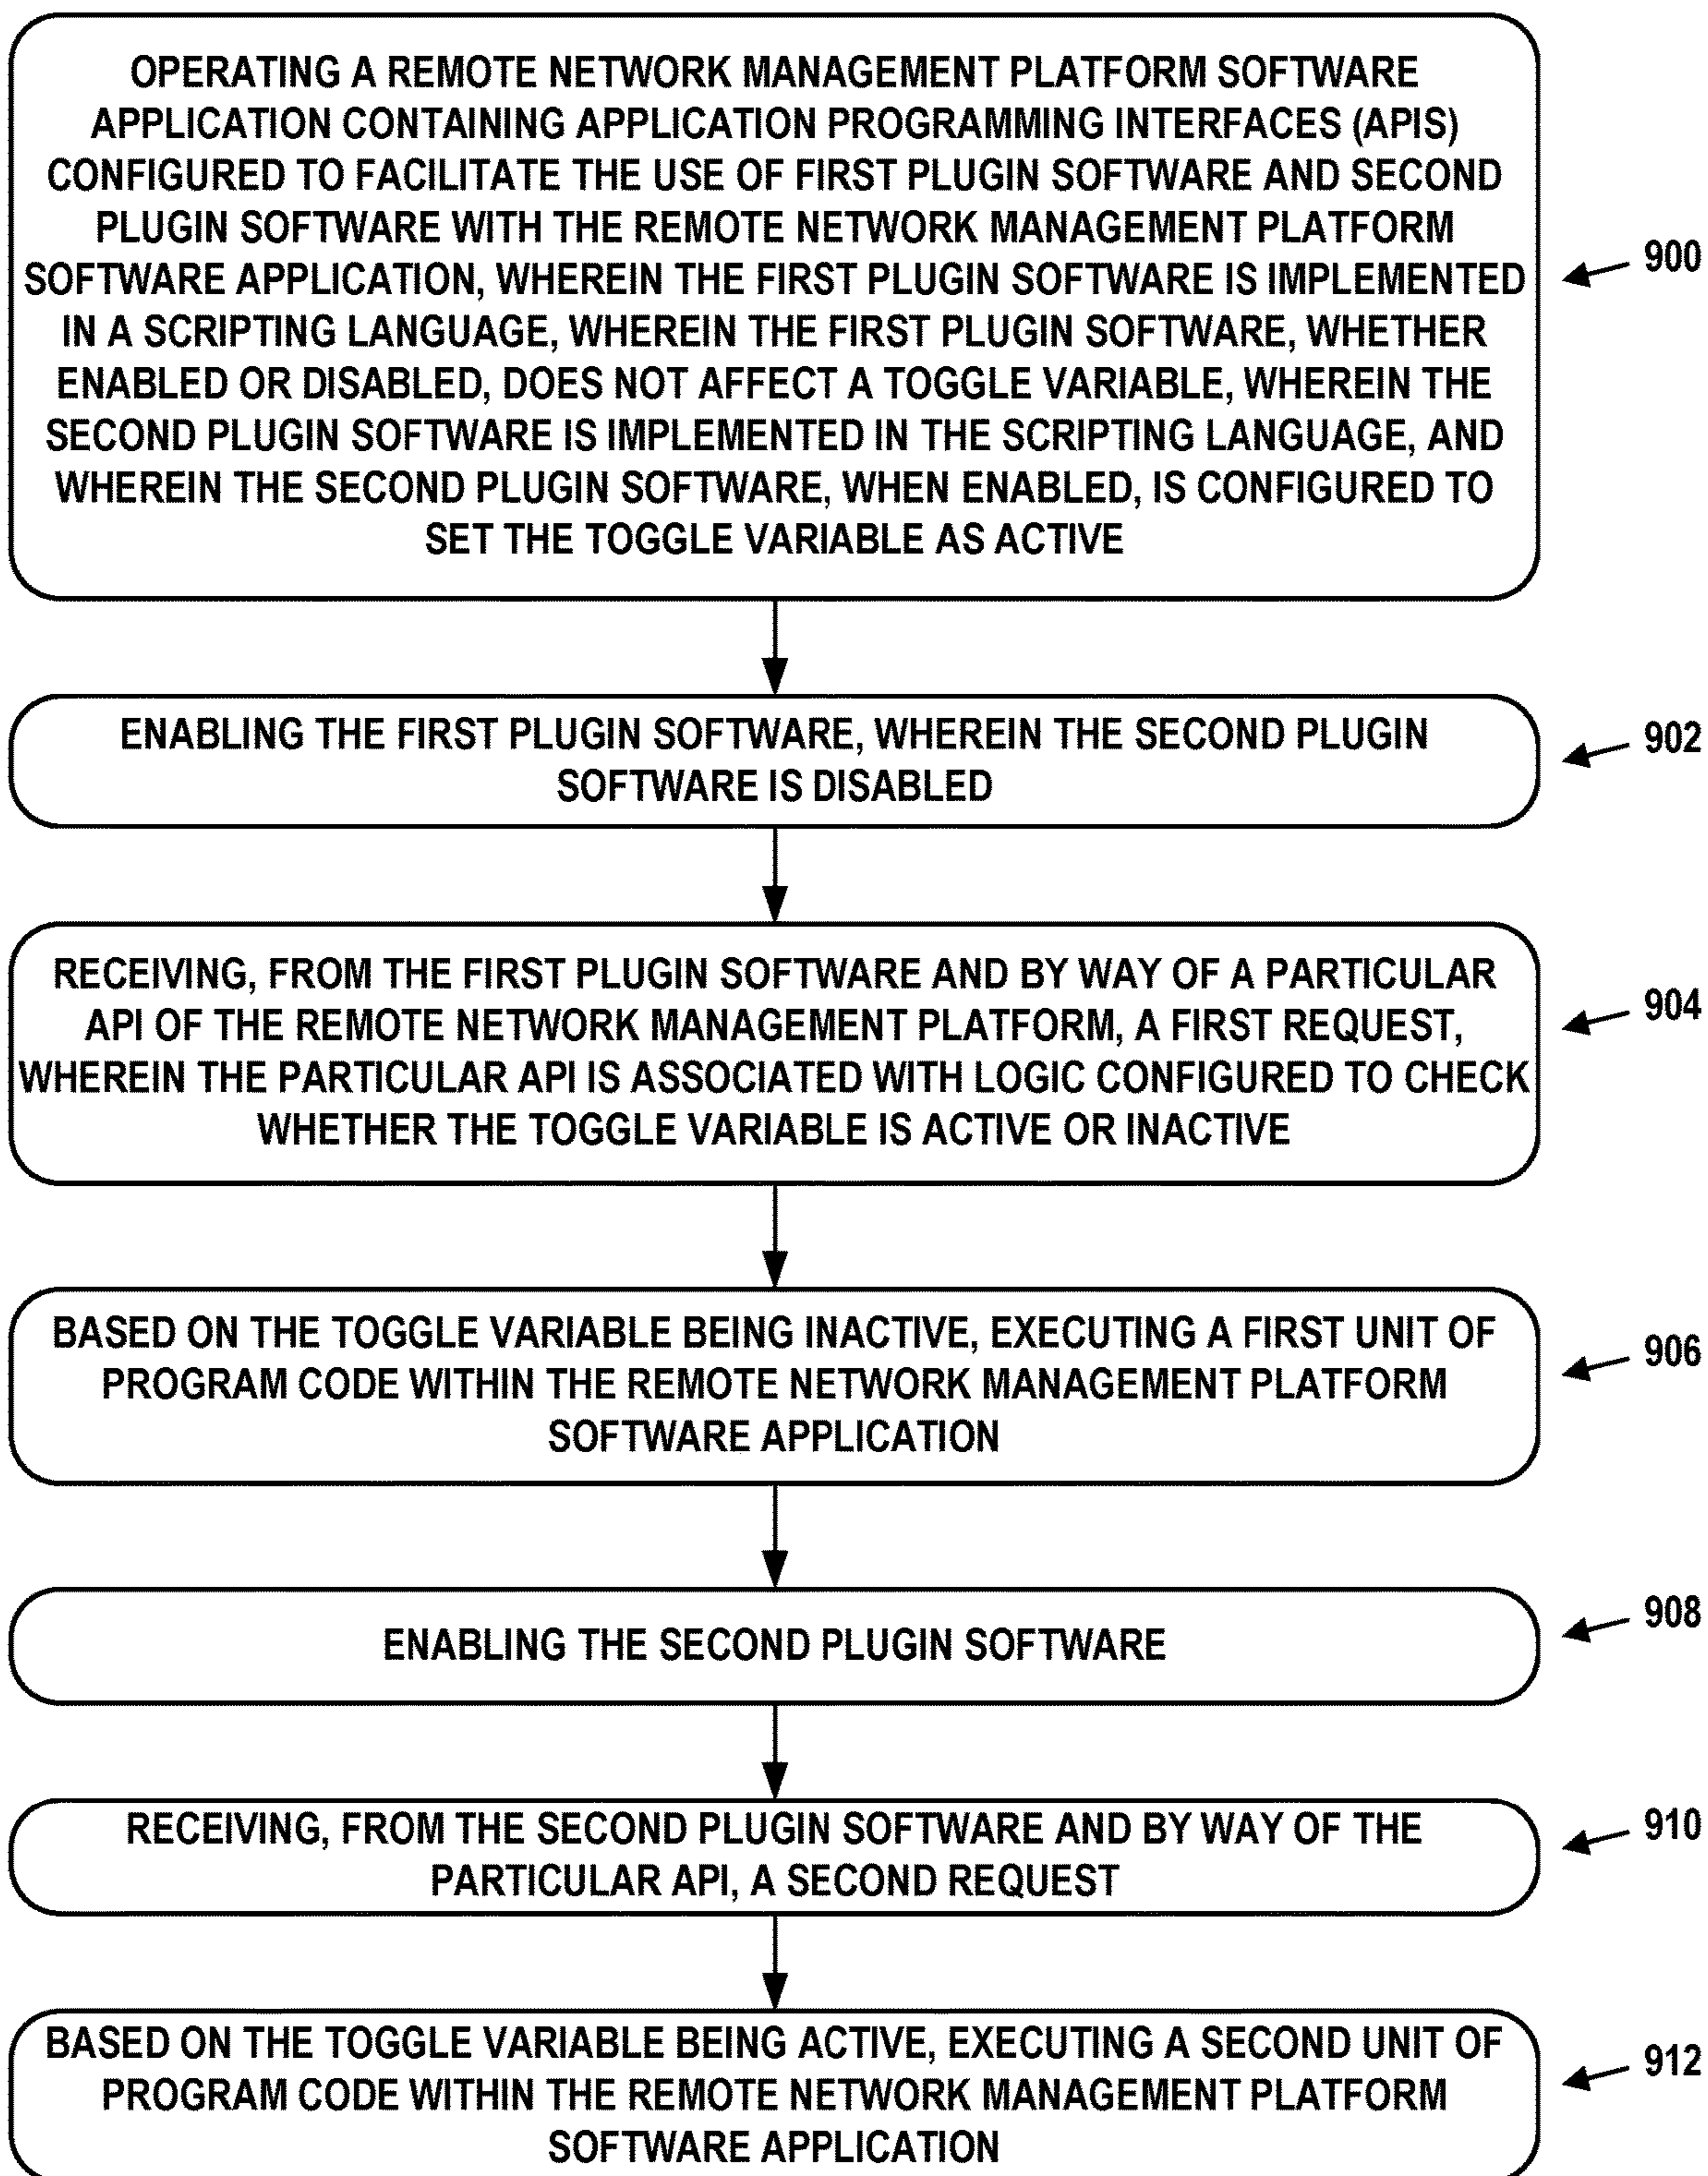 OPERATING A REMOTE NETWORK MANAGEMENT PLATFORM SOFTWARE
APPLICATION CONTAINING APPLICATION PROGRAMMING INTERFACES (APIS)
CONFIGURED TO FACILITATE THE USE OF FIRST PLUGIN SOFTWARE AND SECOND
PLUGIN SOFTWARE WITH THE REMOTE NETWORK MANAGEMENT PLATFORM
SOFTWARE APPLICATION, WHEREIN THE FIRST PLUGIN SOFTWARE IS IMPLEMENTED
IN A SCRIPTING LANGUAGE, WHEREIN THE FIRST PLUGIN SOFTWARE, WHETHER
ENABLED OR DISABLED, DOES NOT AFFECT A TOGGLE VARIABLE, WHEREIN THE
SECOND PLUGIN SOFTWARE IS IMPLEMENTED IN THE SCRIPTING LANGUAGE, AND
WHEREIN THE SECOND PLUGIN SOFTWARE, WHEN ENABLED, IS CONFIGURED TO
SET THE TOGGLE VARIABLE AS ACTIVE
900
ENABLING THE FIRST PLUGIN SOFTWARE, WHEREIN THE SECOND PLUGIN
SOFTWARE IS DISABLED
902
RECEIVING, FROM THE FIRST PLUGIN SOFTWARE AND BY WAY OF A PARTICULAR
API OF THE REMOTE NETWORK MANAGEMENT PLATFORM, A FIRST REQUEST,
WHEREIN THE PARTICULAR API IS ASSOCIATED WITH LOGIC CONFIGURED TO CHECK
WHETHER THE TOGGLE VARIABLE IS ACTIVE OR INACTIVE
904
BASED ON THE TOGGLE VARIABLE BEING INACTIVE, EXECUTING A FIRST UNIT OF
PROGRAM CODE WITHIN THE REMOTE NETWORK MANAGEMENT PLATFORM
SOFTWARE APPLICATION
906
ENABLING THE SECOND PLUGIN SOFTWARE
908
RECEIVING, FROM THE SECOND PLUGIN SOFTWARE AND BY WAY OF THE
PARTICULAR API, A SECOND REQUEST
910
BASED ON THE TOGGLE VARIABLE BEING ACTIVE, EXECUTING A SECOND UNIT OF
PROGRAM CODE WITHIN THE REMOTE NETWORK MANAGEMENT PLATFORM
SOFTWARE APPLICATION
912